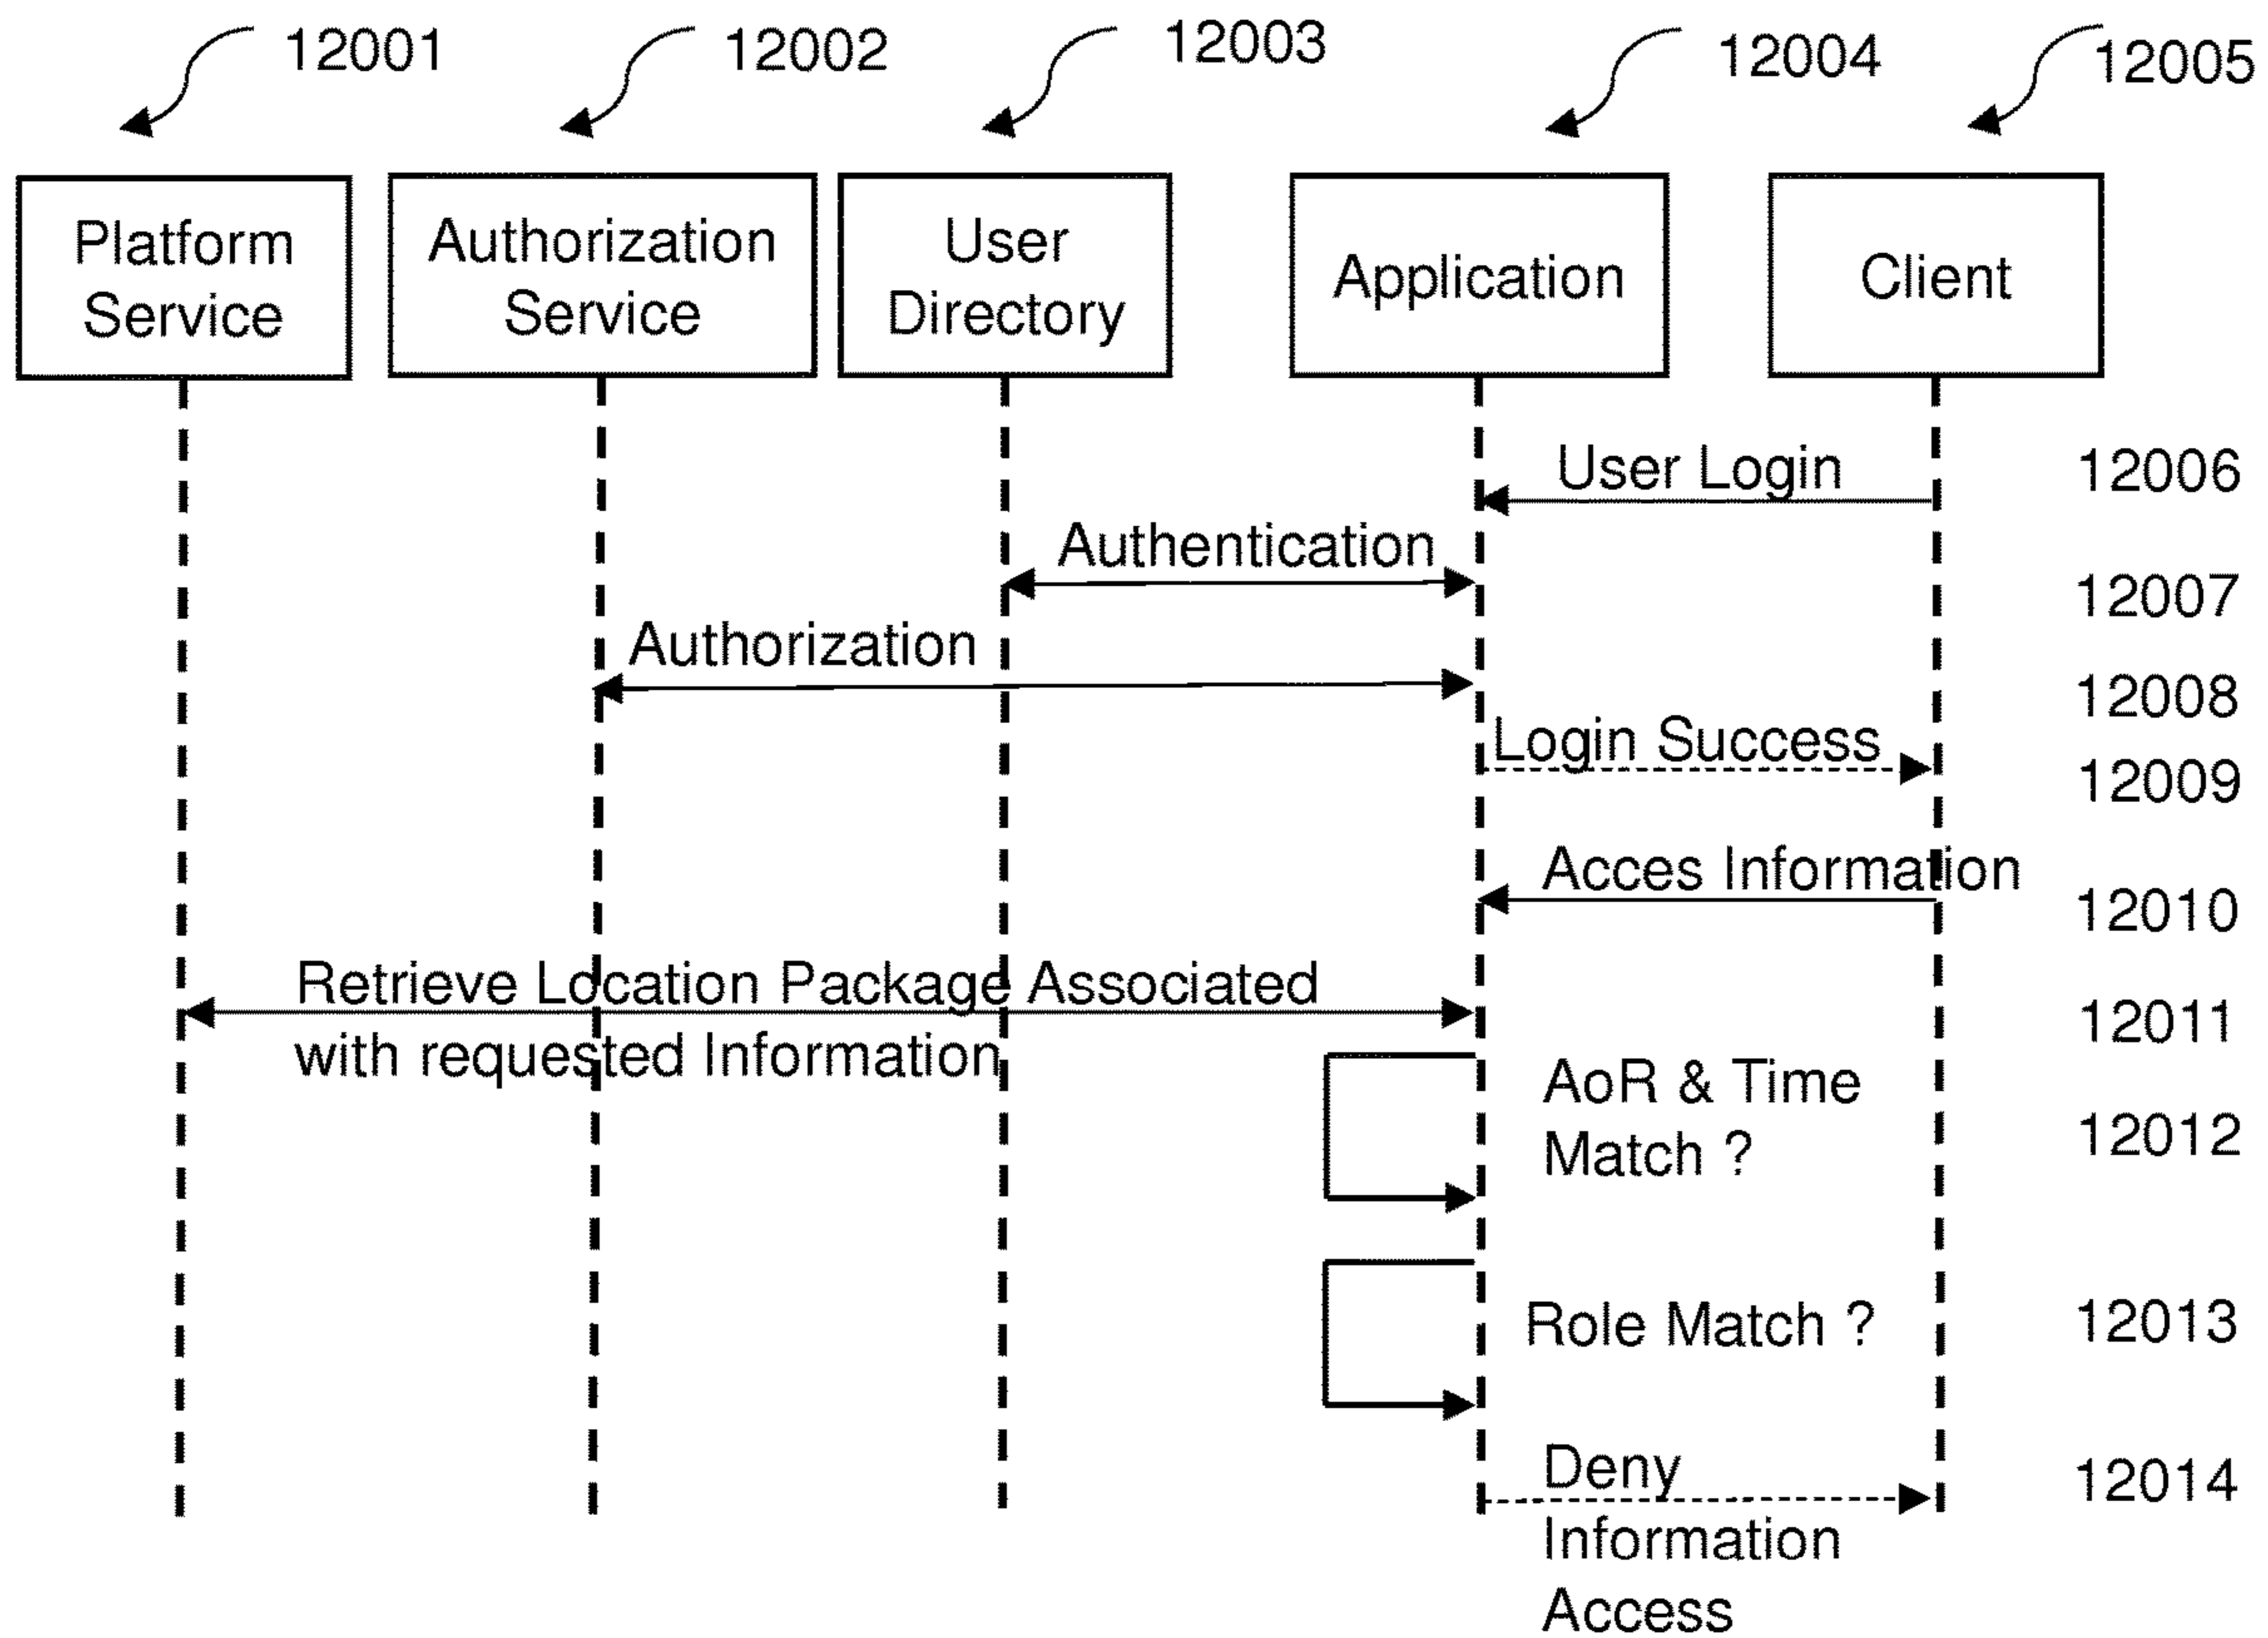 12001
12002
12003
12004
12005
Platform
Service
Authorization
Service
User
Directory
Application
Client
User Login
12006
Authentication
12007
Authorization
12008
Login Success
12009
Acces Information
12010
Retrieve Location Package Associated
with requested Information
12011
AoR & Time
Match ?
12012
Role Match ?
12013
Deny
Information
Access
12014